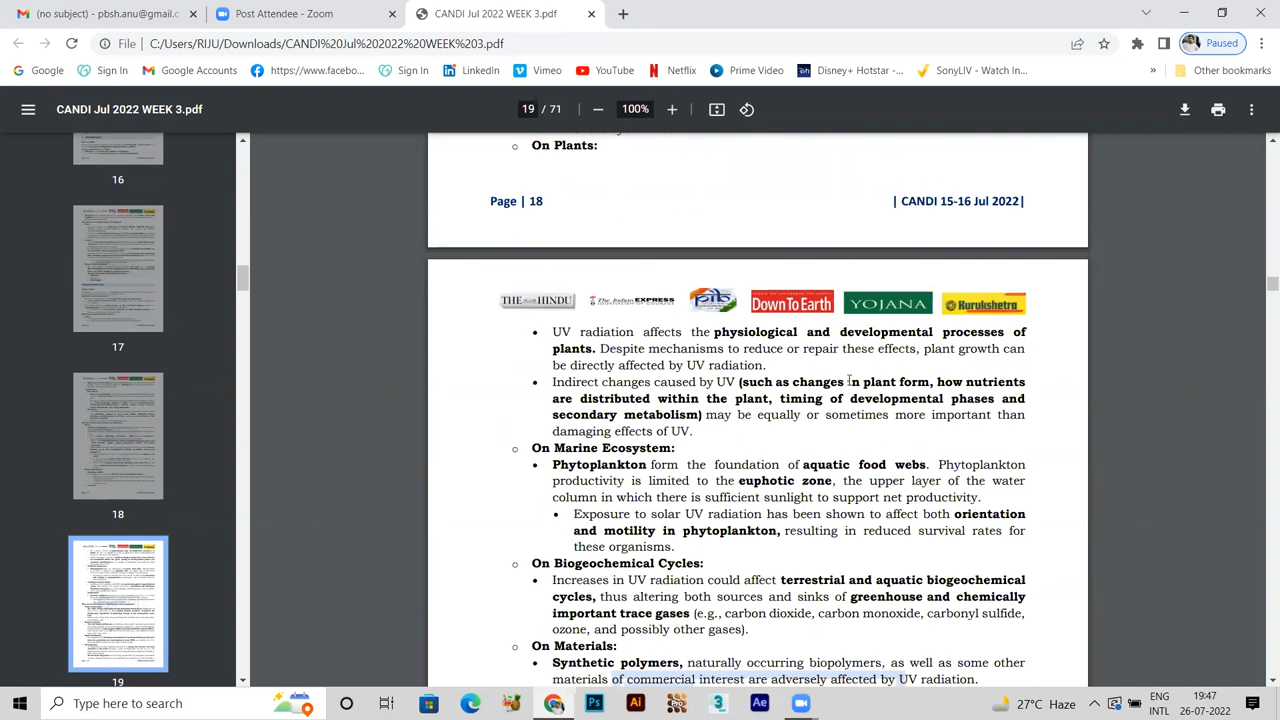 (no subject) - pbsh.anu@gmail.c
Post Attendee - Zoom
CANDI Jul 2022 WEEK 3.pdf
File
C:/Users/RIJU/Downloads/CANDI%20Jul%202022%20WEEK%203.pdf
Paused
Google
Sign In
Google Accounts
https://www.facebo...
Sign In
LinkedIn
Vimeo
YouTube
Netflix
Prime Video
Disney+ Hotstar -...
SonyLIV - Watch In...
»
Other bookmarks
CANDI Jul 2022 WEEK 3.pdf
19 / 71
100%
16
17
18
19
○ On Plants:
Page | 18
| CANDI 15-16 Jul 2022|
THE HINDU
The Indian EXPRESS
DownToEarth
YOJANA
Kurukshetra
• UV radiation affects the physiological and developmental processes of
plants. Despite mechanisms to reduce or repair these effects, plant growth can
be directly affected by UV radiation.
• Indirect changes caused by UV (such as changes in plant form, how nutrients
are distributed within the plant, timing of developmental phases and
secondary metabolism) may be equally or sometimes more important than
damaging effects of UV.
○ On Marine Ecosystem:
• Phytoplankton form the foundation of aquatic food webs. Phytoplankton
productivity is limited to the euphotic zone, the upper layer of the water
column in which there is sufficient sunlight to support net productivity.
• Exposure to solar UV radiation has been shown to affect both orientation
and motility in phytoplankton, resulting in reduced survival rates for
these organisms.
○ On Biogeochemical Cycles:
• Increases in UV radiation could affect terrestrial and aquatic biogeochemical
cycles, thus altering both sources and sinks of greenhouse and chemically
important trace gases (e.g., carbon dioxide, carbon monoxide, carbonyl sulfide,
ozone, and possibly other gases).
○ On Materials:
• Synthetic polymers, naturally occurring biopolymers, as well as some other
materials of commercial interest are adversely affected by UV radiation.
Type here to search
Ps
Ai
Pro
3
Ae
27°C Haze
ENG
INTL
19:47
26-07-2022